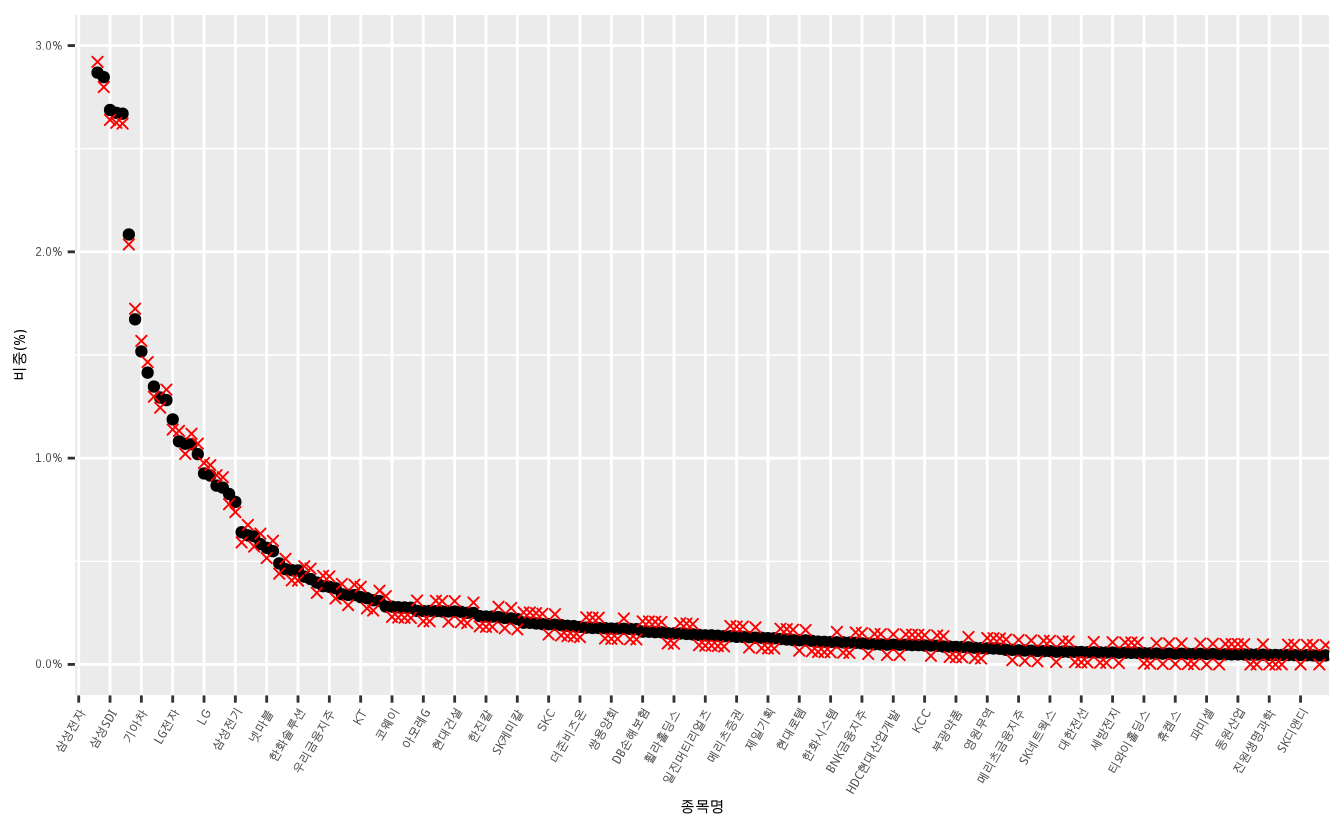 3.0%
2.0%
1.0%
0.0%
비중(%)
삼성전자
삼성SDI
기아차
LG전자
LG
삼성전기
넷마블
한화솔루션
우리금융지주
KT
코웨이
아모레G
현대건설
한진칼
SK케미칼
SKC
더존비즈온
쌍용양회
DB손해보험
휠라홀딩스
일진머티리얼즈
메리츠증권
제일기획
현대로템
한화시스템
BNK금융지주
HDC현대산업개발
KCC
부광약품
영원무역
메리츠금융지주
SK네트웍스
대한전선
세방전지
티와이홀딩스
휴켐스
파미셀
동원산업
진원생명과학
SK디앤디
종목명